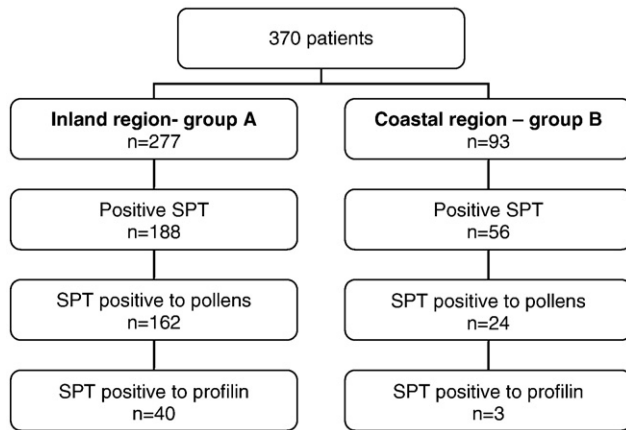 370 patients
Inland region- group A
n=277
Coastal region – group B
n=93
Positive SPT
n=188
Positive SPT
n=56
SPT positive to pollens
n=162
SPT positive to pollens
n=24
SPT positive to profilin
n=40
SPT positive to profilin
n=3